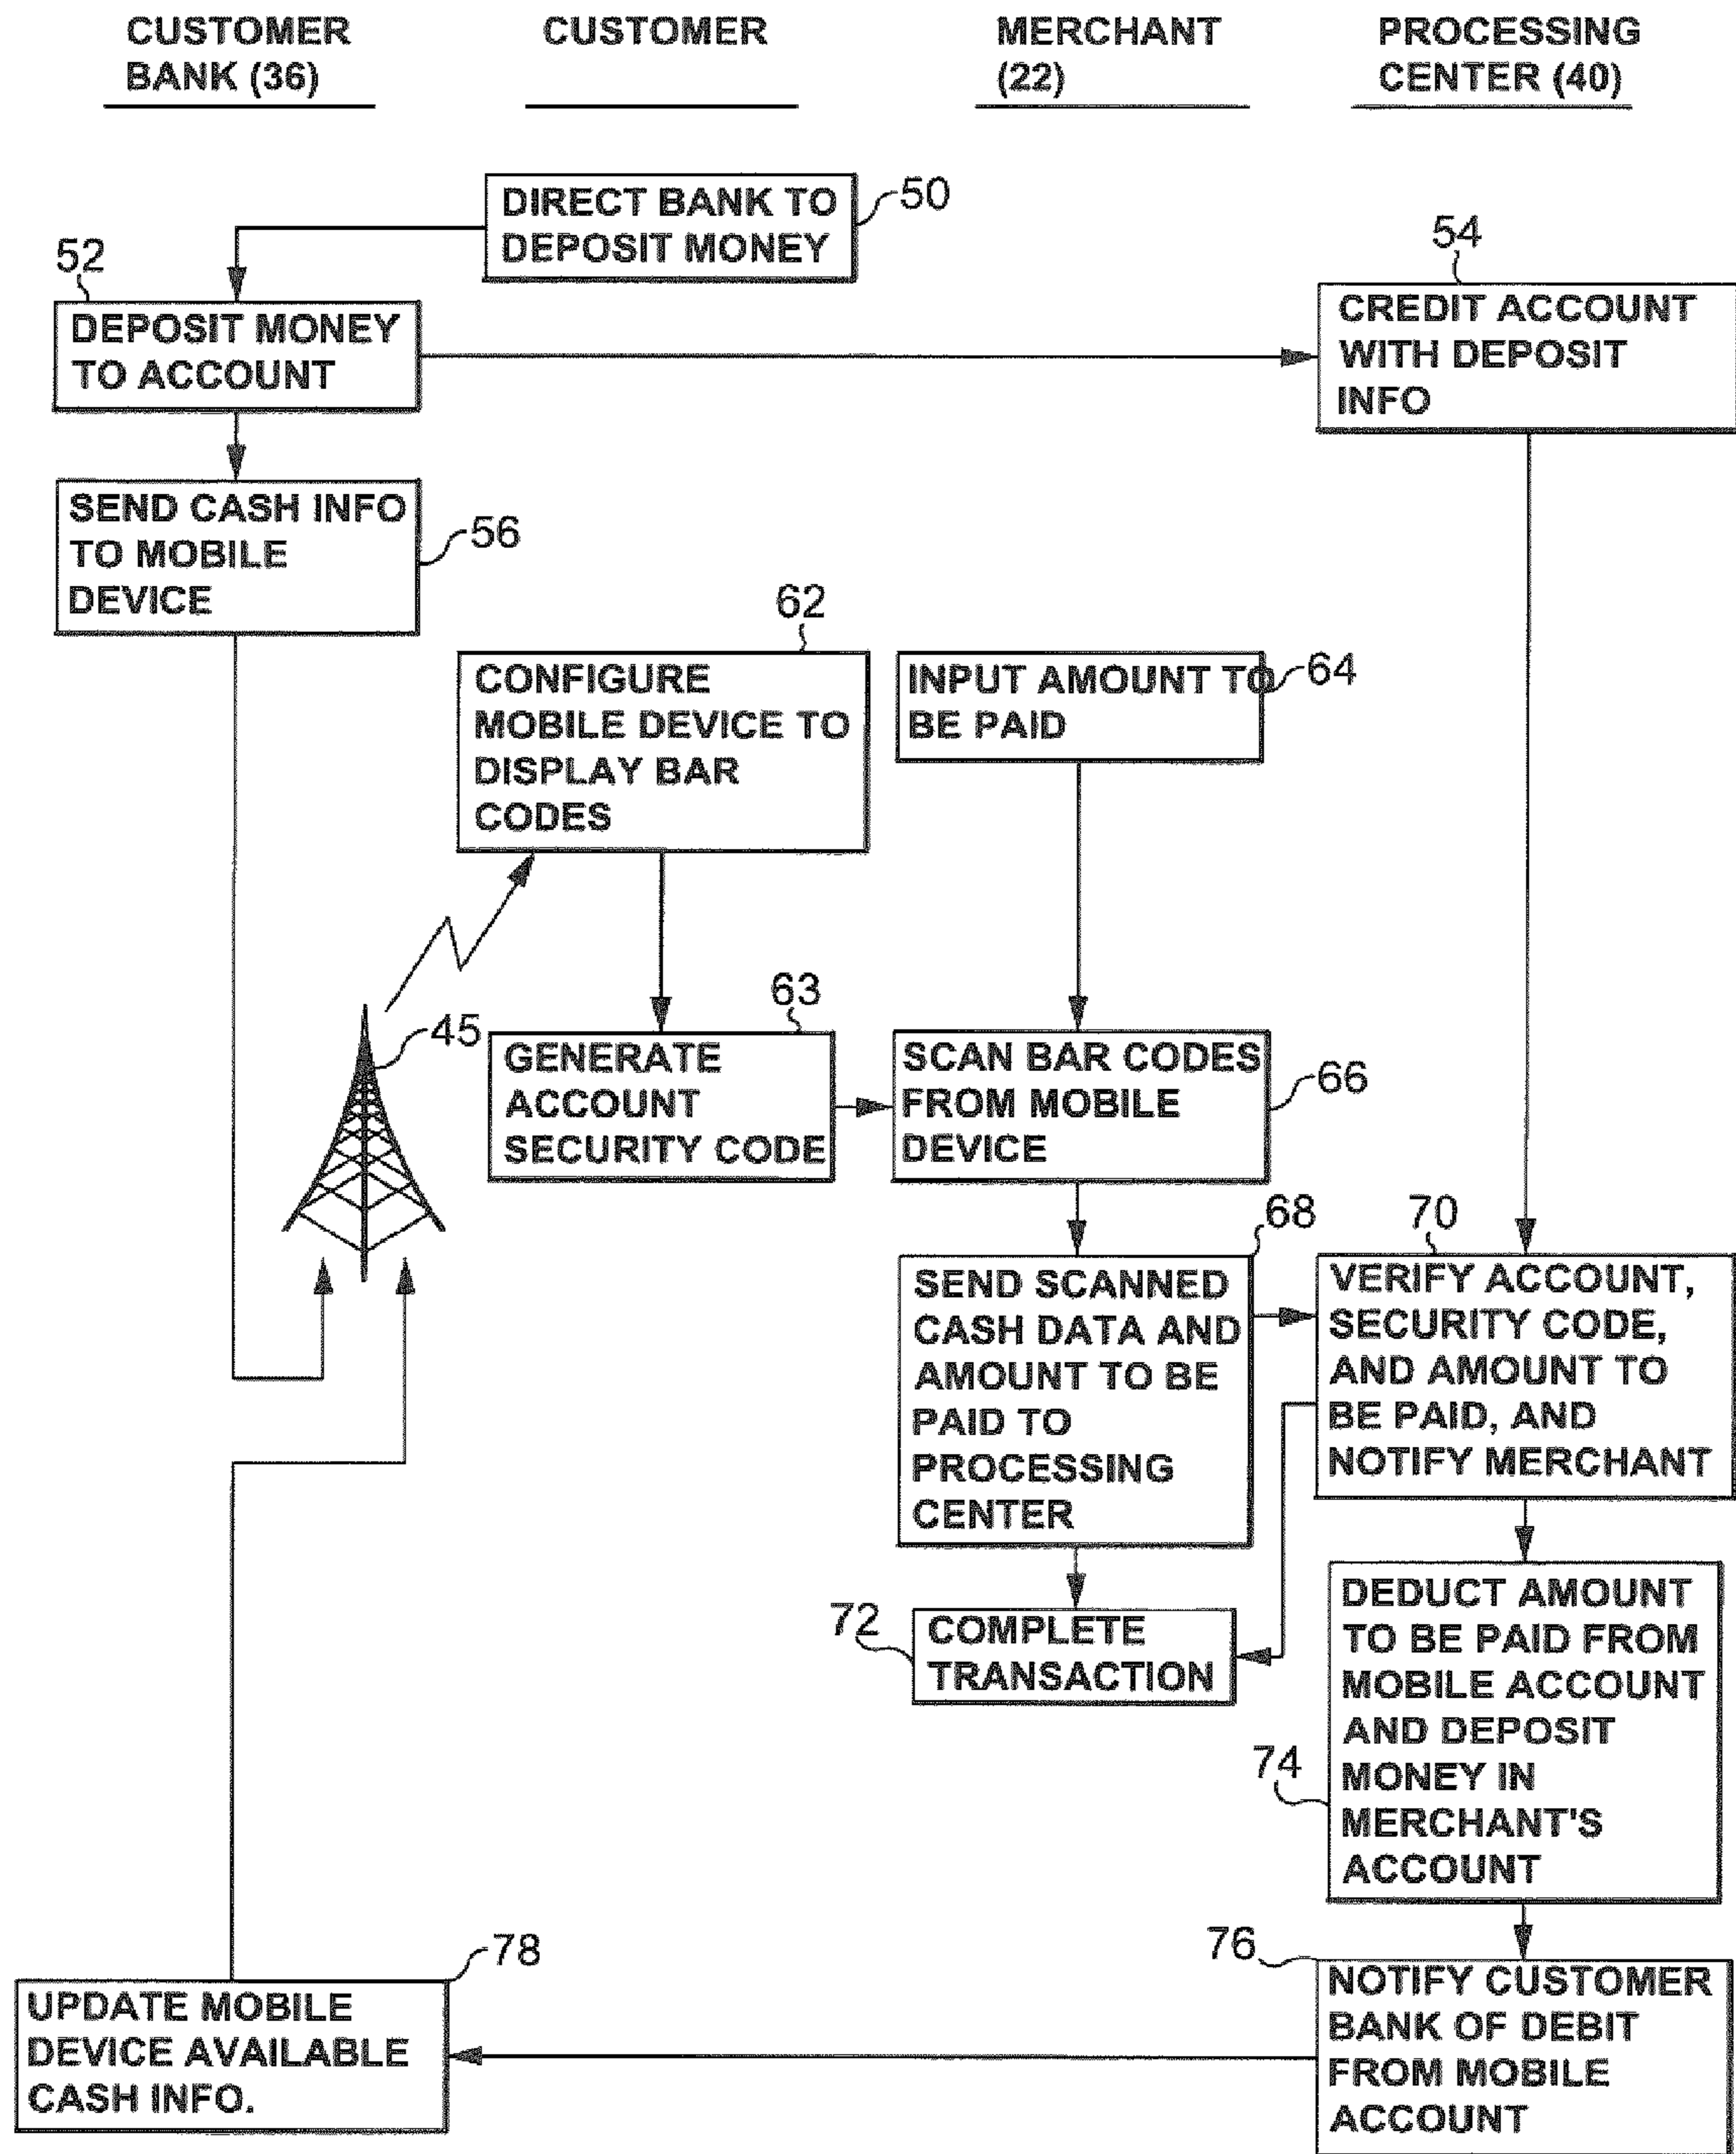 CUSTOMER
BANK (36)
CUSTOMER
MERCHANT
(22)
PROCESSING
CENTER (40)
DIRECT BANK TO
DEPOSIT MONEY
50
52
DEPOSIT MONEY
TO ACCOUNT
54
CREDIT ACCOUNT
WITH DEPOSIT
INFO
SEND CASH INFO
TO MOBILE
DEVICE
56
62
CONFIGURE
MOBILE DEVICE TO
DISPLAY BAR
CODES
INPUT AMOUNT TO
BE PAID
64
45
63
GENERATE
ACCOUNT
SECURITY CODE
SCAN BAR CODES
FROM MOBILE
DEVICE
66
68
SEND SCANNED
CASH DATA AND
AMOUNT TO BE
PAID TO
PROCESSING
CENTER
70
VERIFY ACCOUNT,
SECURITY CODE,
AND AMOUNT TO
BE PAID, AND
NOTIFY MERCHANT
72
COMPLETE
TRANSACTION
74
DEDUCT AMOUNT
TO BE PAID FROM
MOBILE ACCOUNT
AND DEPOSIT
MONEY IN
MERCHANT'S
ACCOUNT
76
NOTIFY CUSTOMER
BANK OF DEBIT
FROM MOBILE
ACCOUNT
78
UPDATE MOBILE
DEVICE AVAILABLE
CASH INFO.